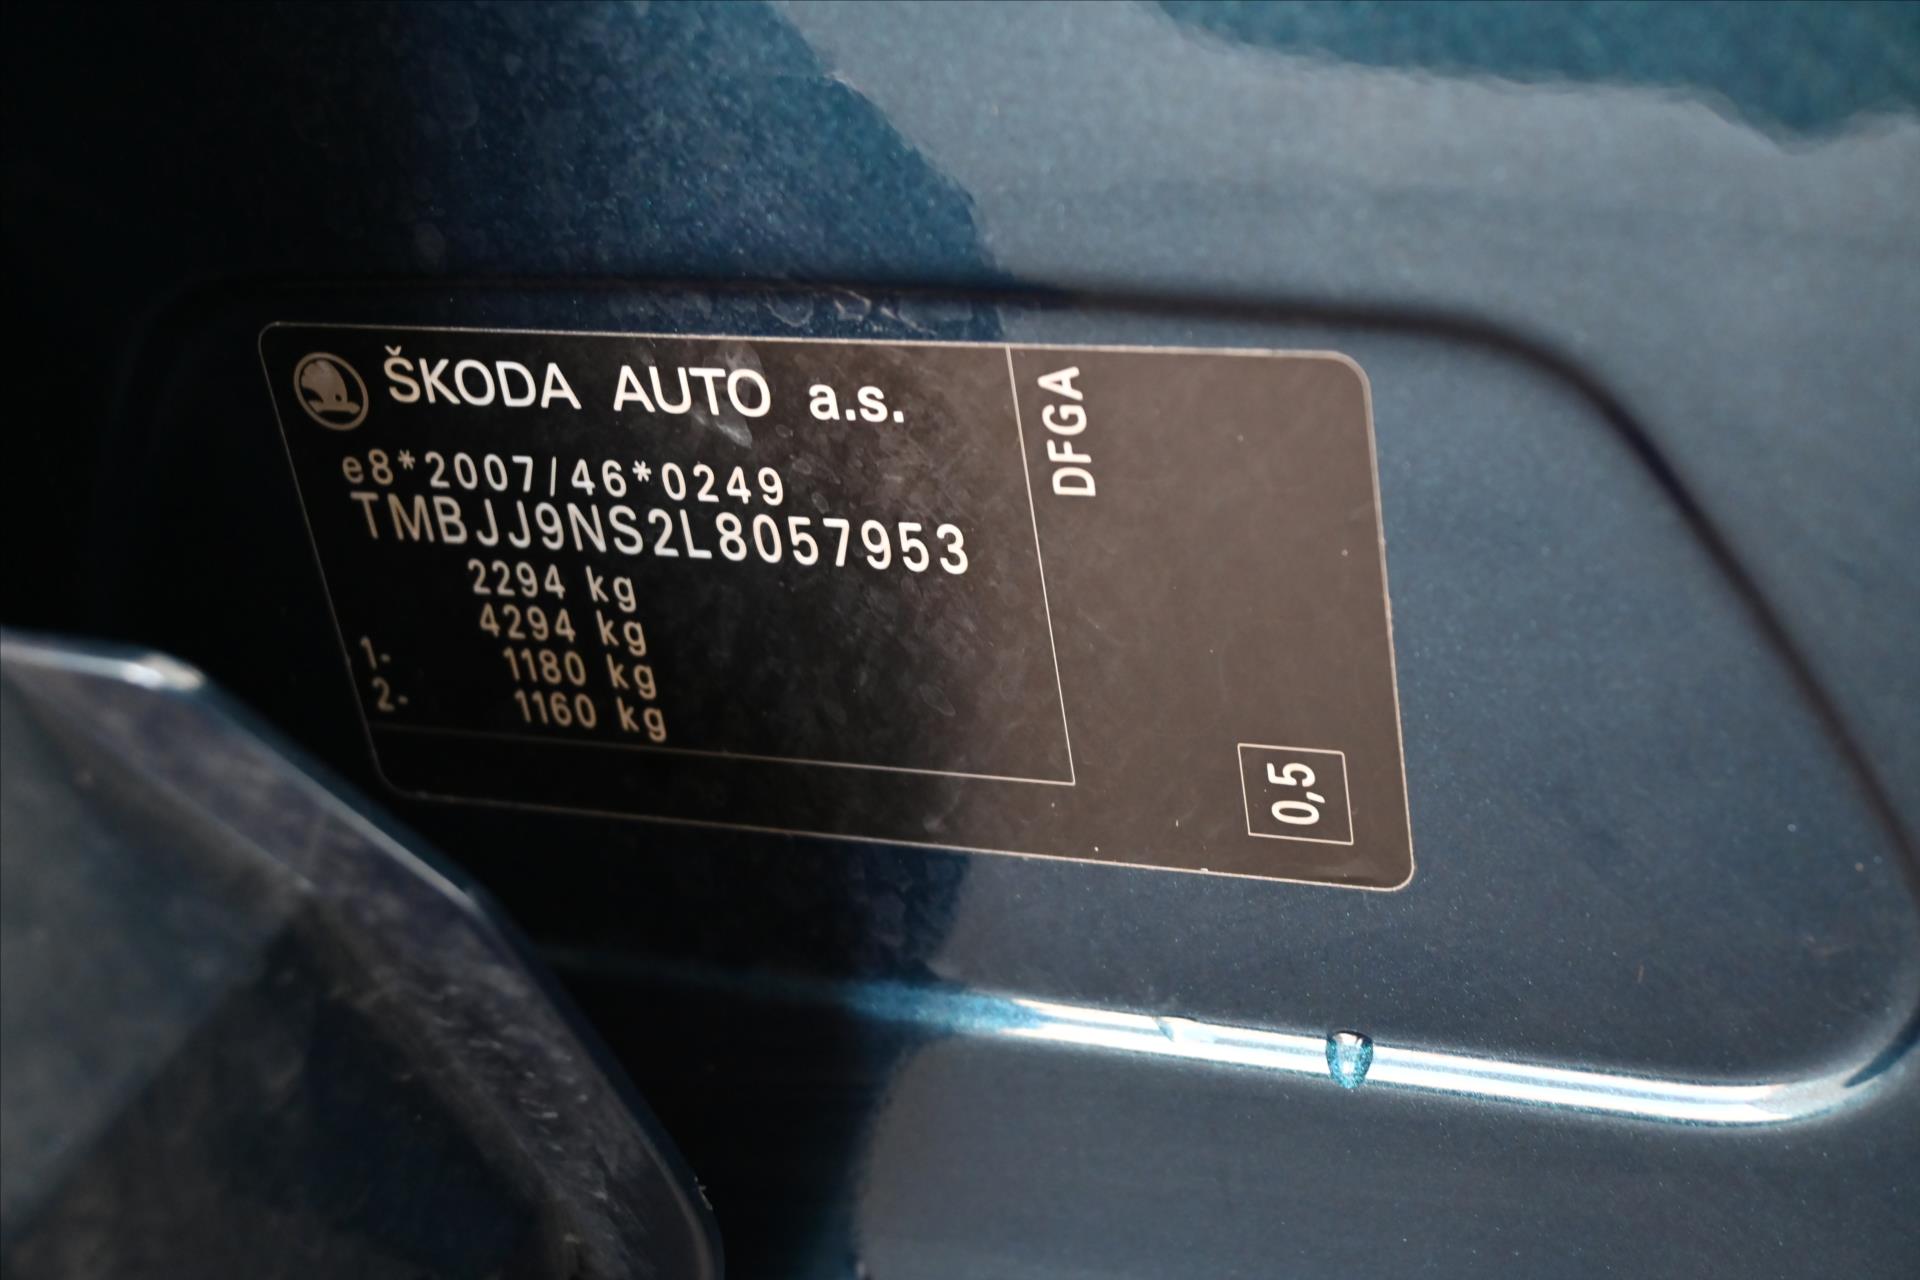 ŠKODA AUTO a.s.
e8*2007/46*0249
TMBJJ9NS2L8057953
2294 kg
4294 kg
1- 1180 kg
2- 1160 kg
DFGA
0,5